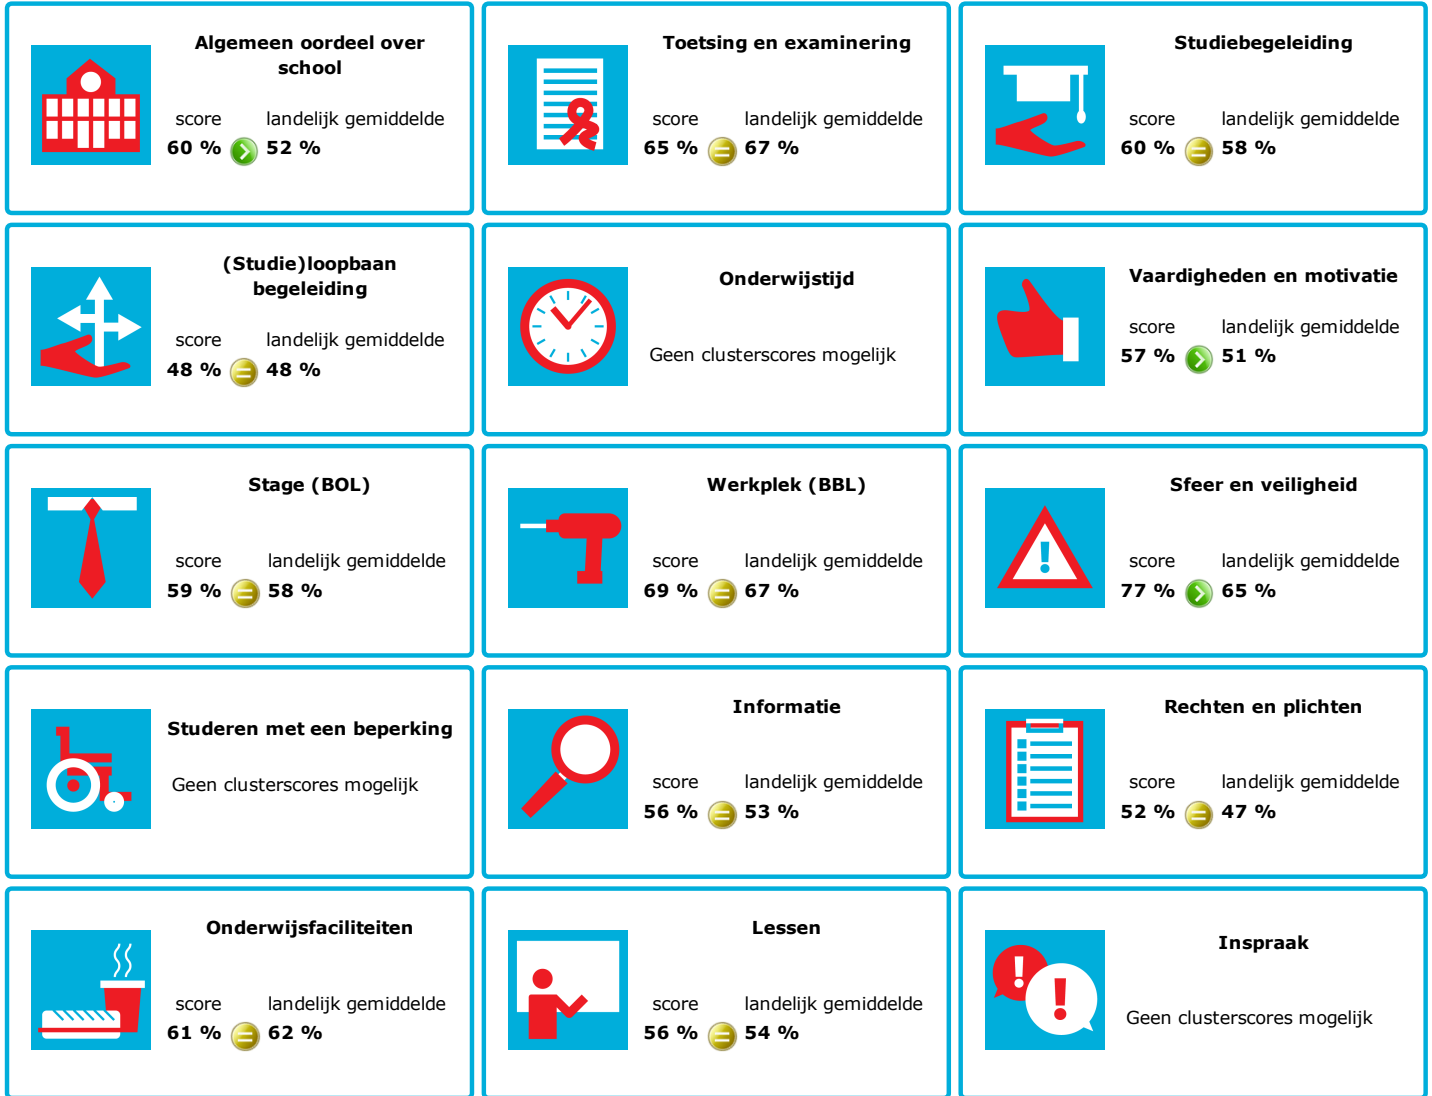 Algemeen oordeel over
school
score landelijk gemiddelde
60 % 52 %
Toetsing en examinering
score landelijk gemiddelde
65 % = 67 %
Studiebegeleiding
score landelijk gemiddelde
60 % = 58 %
(Studie)loopbaan
begeleiding
score landelijk gemiddelde
48 % = 48 %
Onderwijstijd
Geen clusterscores mogelijk
Vaardigheden en motivatie
score landelijk gemiddelde
57 % 51 %
Stage (BOL)
score landelijk gemiddelde
59 % = 58 %
Werkplek (BBL)
score landelijk gemiddelde
69 % = 67 %
Sfeer en veiligheid
score landelijk gemiddelde
77 % 65 %
Studeren met een beperking
Geen clusterscores mogelijk
Informatie
score landelijk gemiddelde
56 % = 53 %
Rechten en plichten
score landelijk gemiddelde
52 % = 47 %
Onderwijsfaciliteiten
score landelijk gemiddelde
61 % = 62 %
Lessen
score landelijk gemiddelde
56 % = 54 %
Inspraak
Geen clusterscores mogelijk